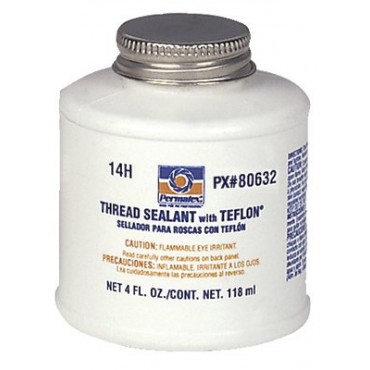 14H
PX#80632
Permatex
THREAD SEALANT with TEFLON®
SELLADOR PARA ROSCAS CON TEFLÓN
CAUTION: FLAMMABLE.EYE IRRITANT.
Read carefully other cautions on back panel.
PRECAUCIONES: INFLAMABLE. IRRITANTE A LOS OJOS.
Lea cuidadosamente las precauciones al reverso.
NET 4 FL. OZ./CONT. NET. 118 ml